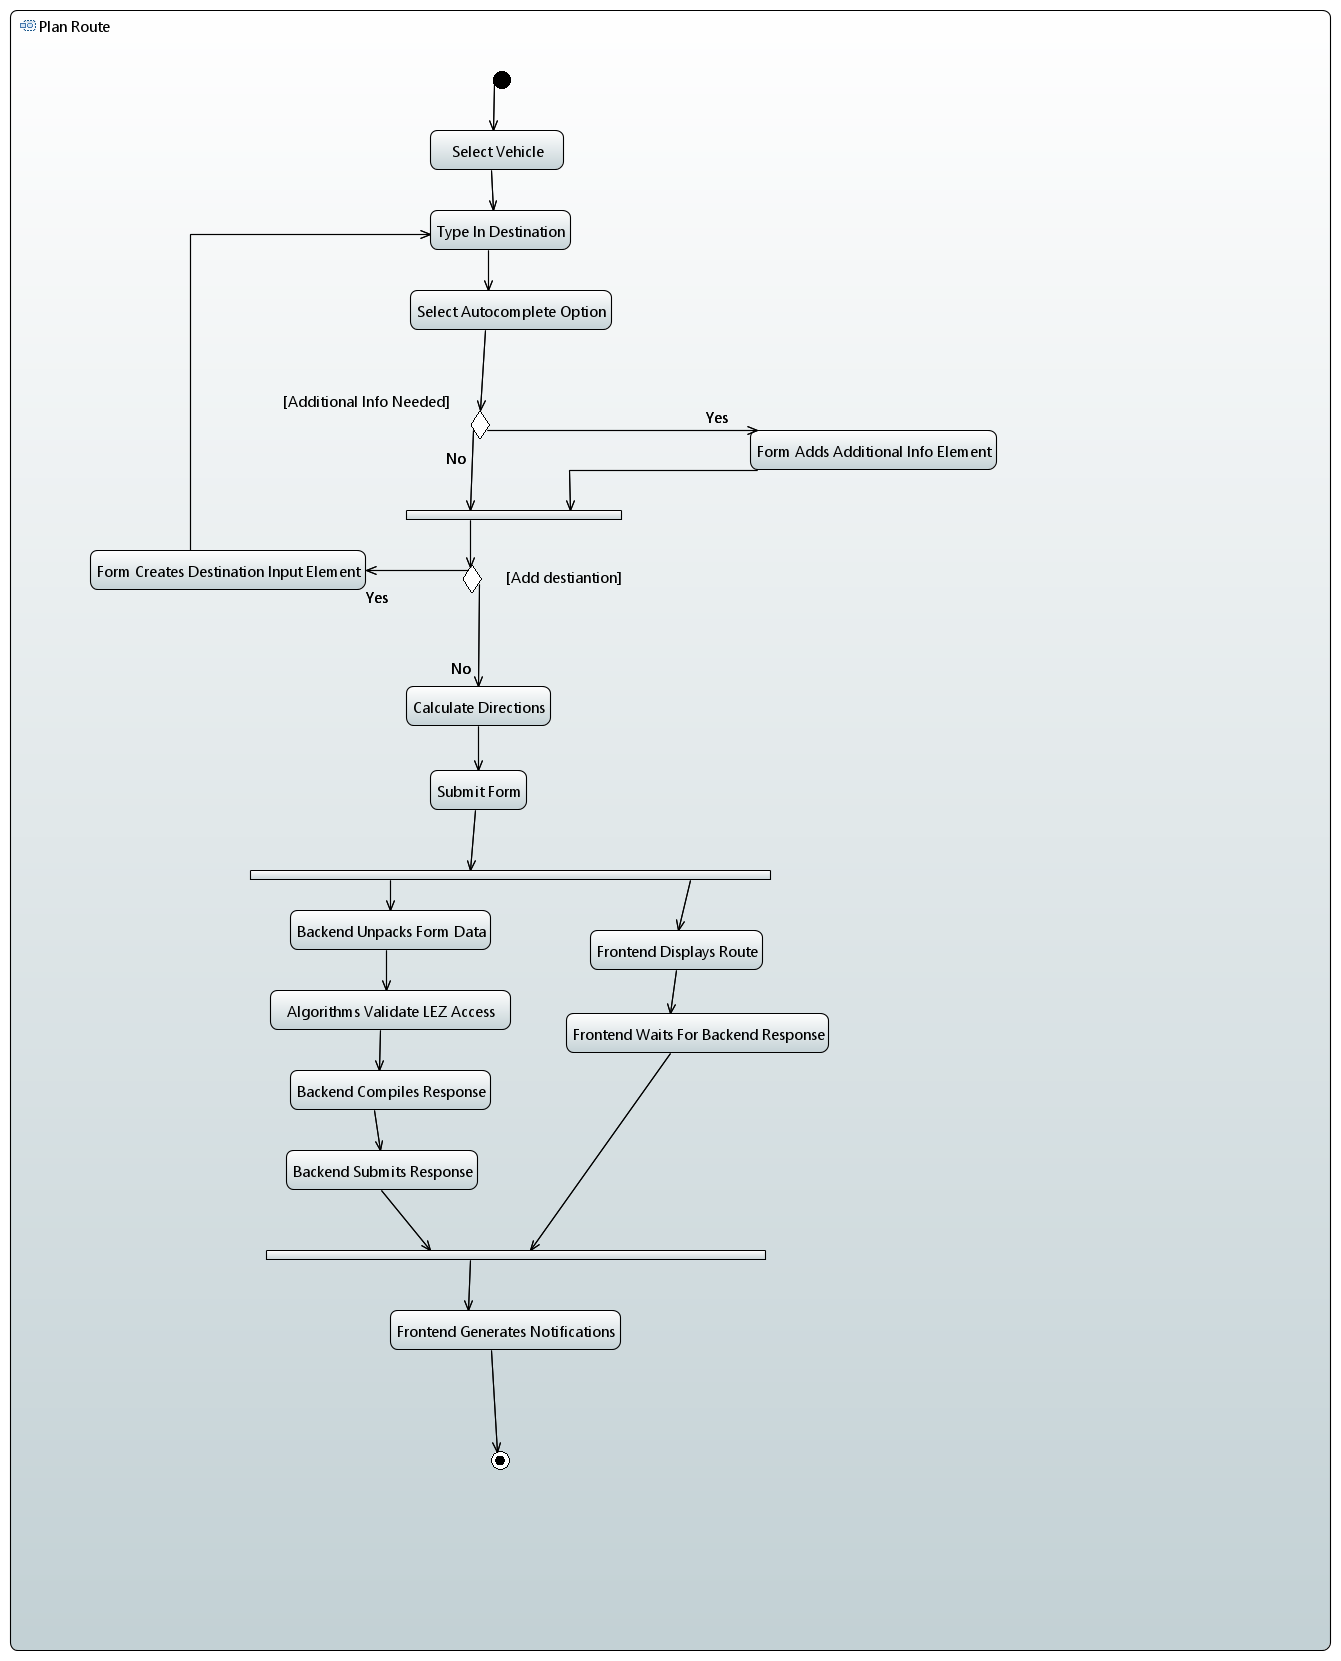 Plan Route
Select Vehicle
Type In Destination
Select Autocomplete Option
[Additional Info Needed]
Yes
Form Adds Additional Info Element
No
Form Creates Destination Input Element
[Add destiantion]
Yes
No
Calculate Directions
Submit Form
Backend Unpacks Form Data
Frontend Displays Route
Algorithms Validate LEZ Access
Frontend Waits For Backend Response
Backend Compiles Response
Backend Submits Response
Frontend Generates Notifications